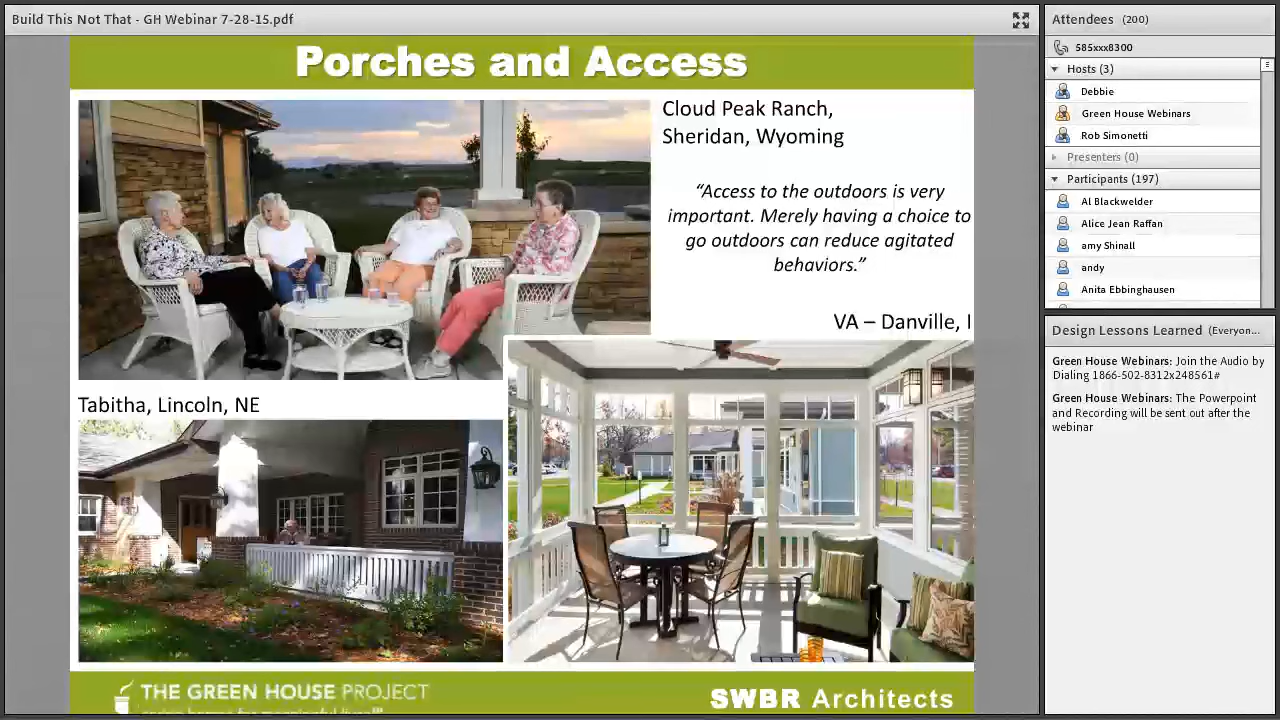 Build This Not That - GH Webinar 7-28-15.pdf
Porches and Access
Cloud Peak Ranch,
Sheridan, Wyoming
“Access to the outdoors is very
important. Merely having a choice to
go outdoors can reduce agitated
behaviors.”
VA – Danville, I
Tabitha, Lincoln, NE
THE GREEN HOUSE PROJECT
SWBR Architects
Attendees (200)
585xxx8300
Hosts (3)
Debbie
Green House Webinars
Rob Simonetti
Presenters (0)
Participants (197)
Al Blackwelder
Alice Jean Raffan
amy Shinall
andy
Anita Ebbinghausen
Design Lessons Learned (Everyon...
Green House Webinars: Join the Audio by
Dialing 1866-502-8312x248561#
Green House Webinars: The Powerpoint
and Recording will be sent out after the
webinar